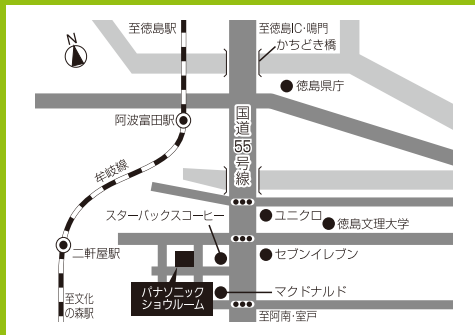 至徳島駅
至徳島IC・鳴門
かちどき橋
N
徳島県庁
阿波富田駅
国道55号線
牟岐線
スターバックスコーヒー
ユニクロ
徳島文理大学
二軒屋駅
セブンイレブン
至文化
の森駅
パナソニック
ショウルーム
マクドナルド
至阿南・室戸